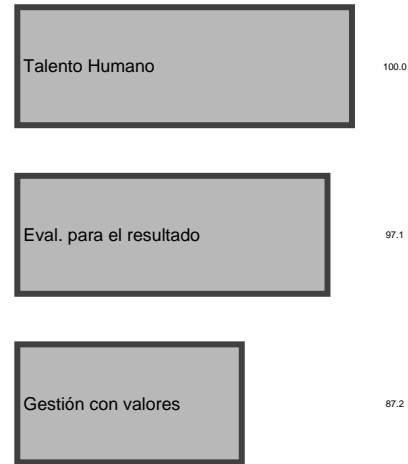 Talento Humano 100.0
Eval. para el resultado 97.1
Gestión con valores 87.2